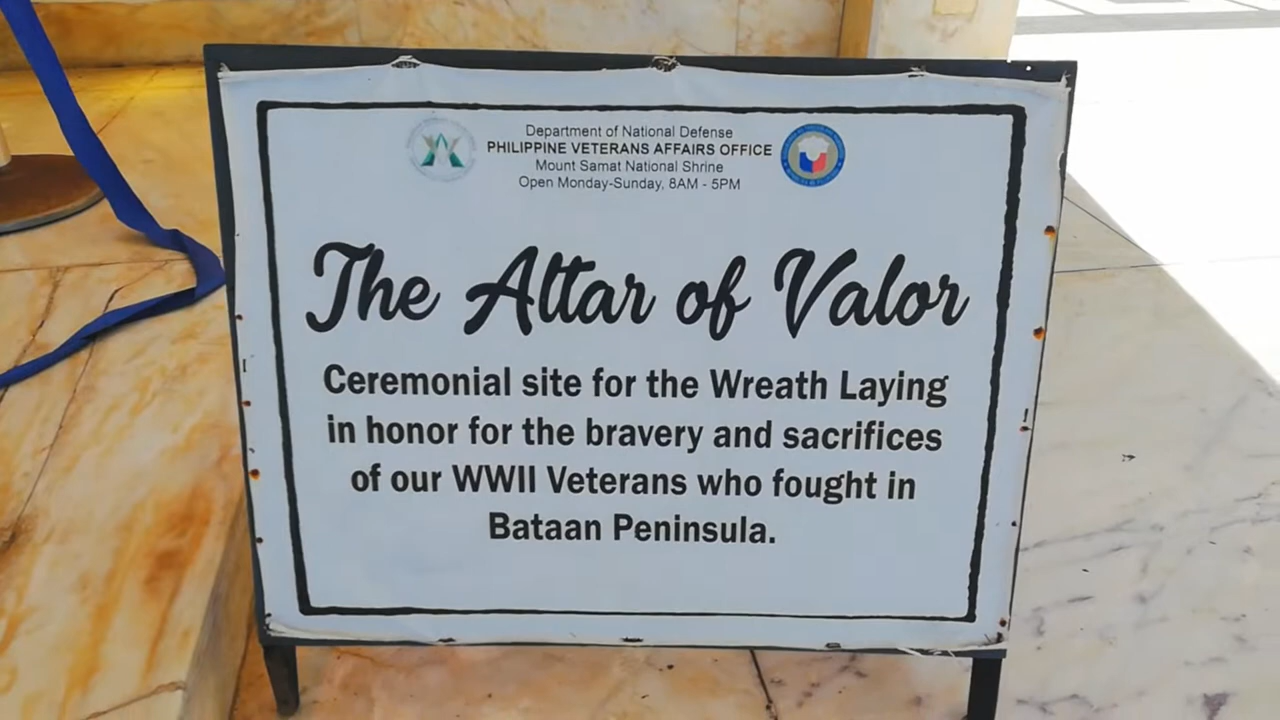 Department of National Defense
PHILIPPINE VETERANS AFFAIRS OFFICE
Mount Samat National Shrine
Open Monday-Sunday, 8AM - 5PM
The Altar of Valor
Ceremonial site for the Wreath Laying
in honor for the bravery and sacrifices
of our WWII Veterans who fought in
Bataan Peninsula.